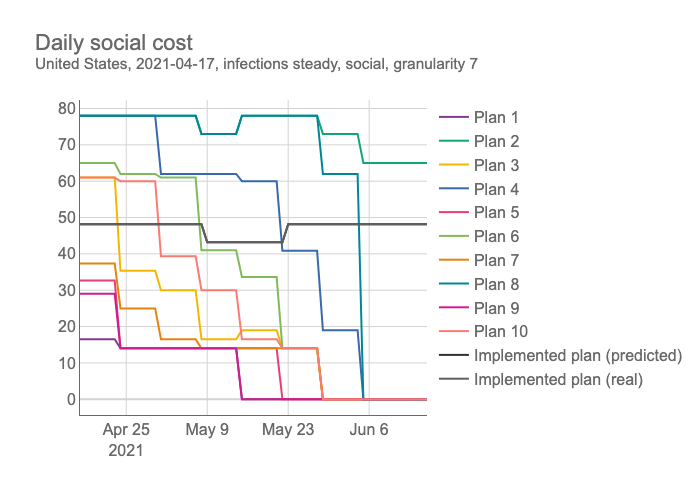 Daily social cost
United States, 2021-04-17, infections steady, social, granularity 7
80
70
60
50
40
30
20
10
0
Apr 25
2021
May 9
May 23
Jun 6
Plan 1
Plan 2
Plan 3
Plan 4
Plan 5
Plan 6
Plan 7
Plan 8
Plan 9
Plan 10
Implemented plan (predicted)
Implemented plan (real)